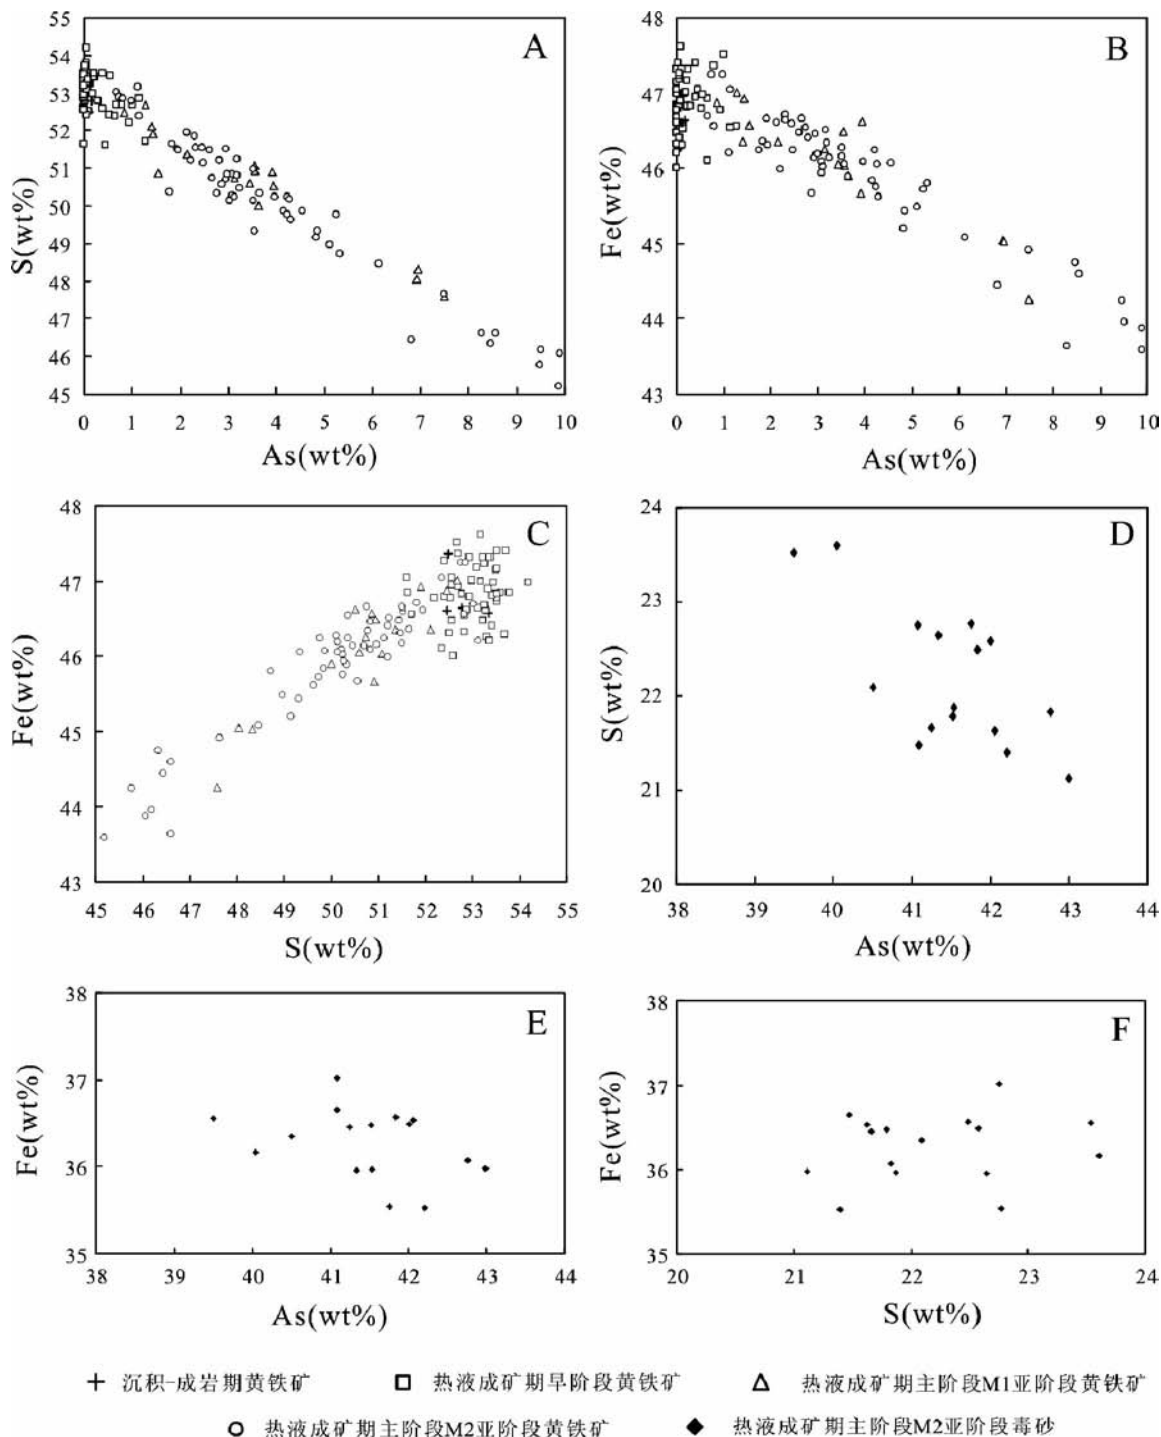 55
54
53
52
51
50
49
48
47
46
45
S(wt%)
A
0 1 2 3 4 5 6 7 8 9 10
As(wt%)
48
47
46
45
44
43
Fe(wt%)
B
0 1 2 3 4 5 6 7 8 9 10
As(wt%)
48
47
46
45
44
43
Fe(wt%)
C
45 46 47 48 49 50 51 52 53 54 55
S(wt%)
24
23
22
21
20
S(wt%)
D
38 39 40 41 42 43 44
As(wt%)
38
37
36
35
Fe(wt%)
E
38 39 40 41 42 43 44
As(wt%)
38
37
36
35
Fe(wt%)
F
20 21 22 23 24
S(wt%)
沉积-成岩期黄铁矿 热液成矿期早阶段黄铁矿 热液成矿期主阶段M1亚阶段黄铁矿
热液成矿期主阶段M2亚阶段黄铁矿 热液成矿期主阶段M2亚阶段毒砂